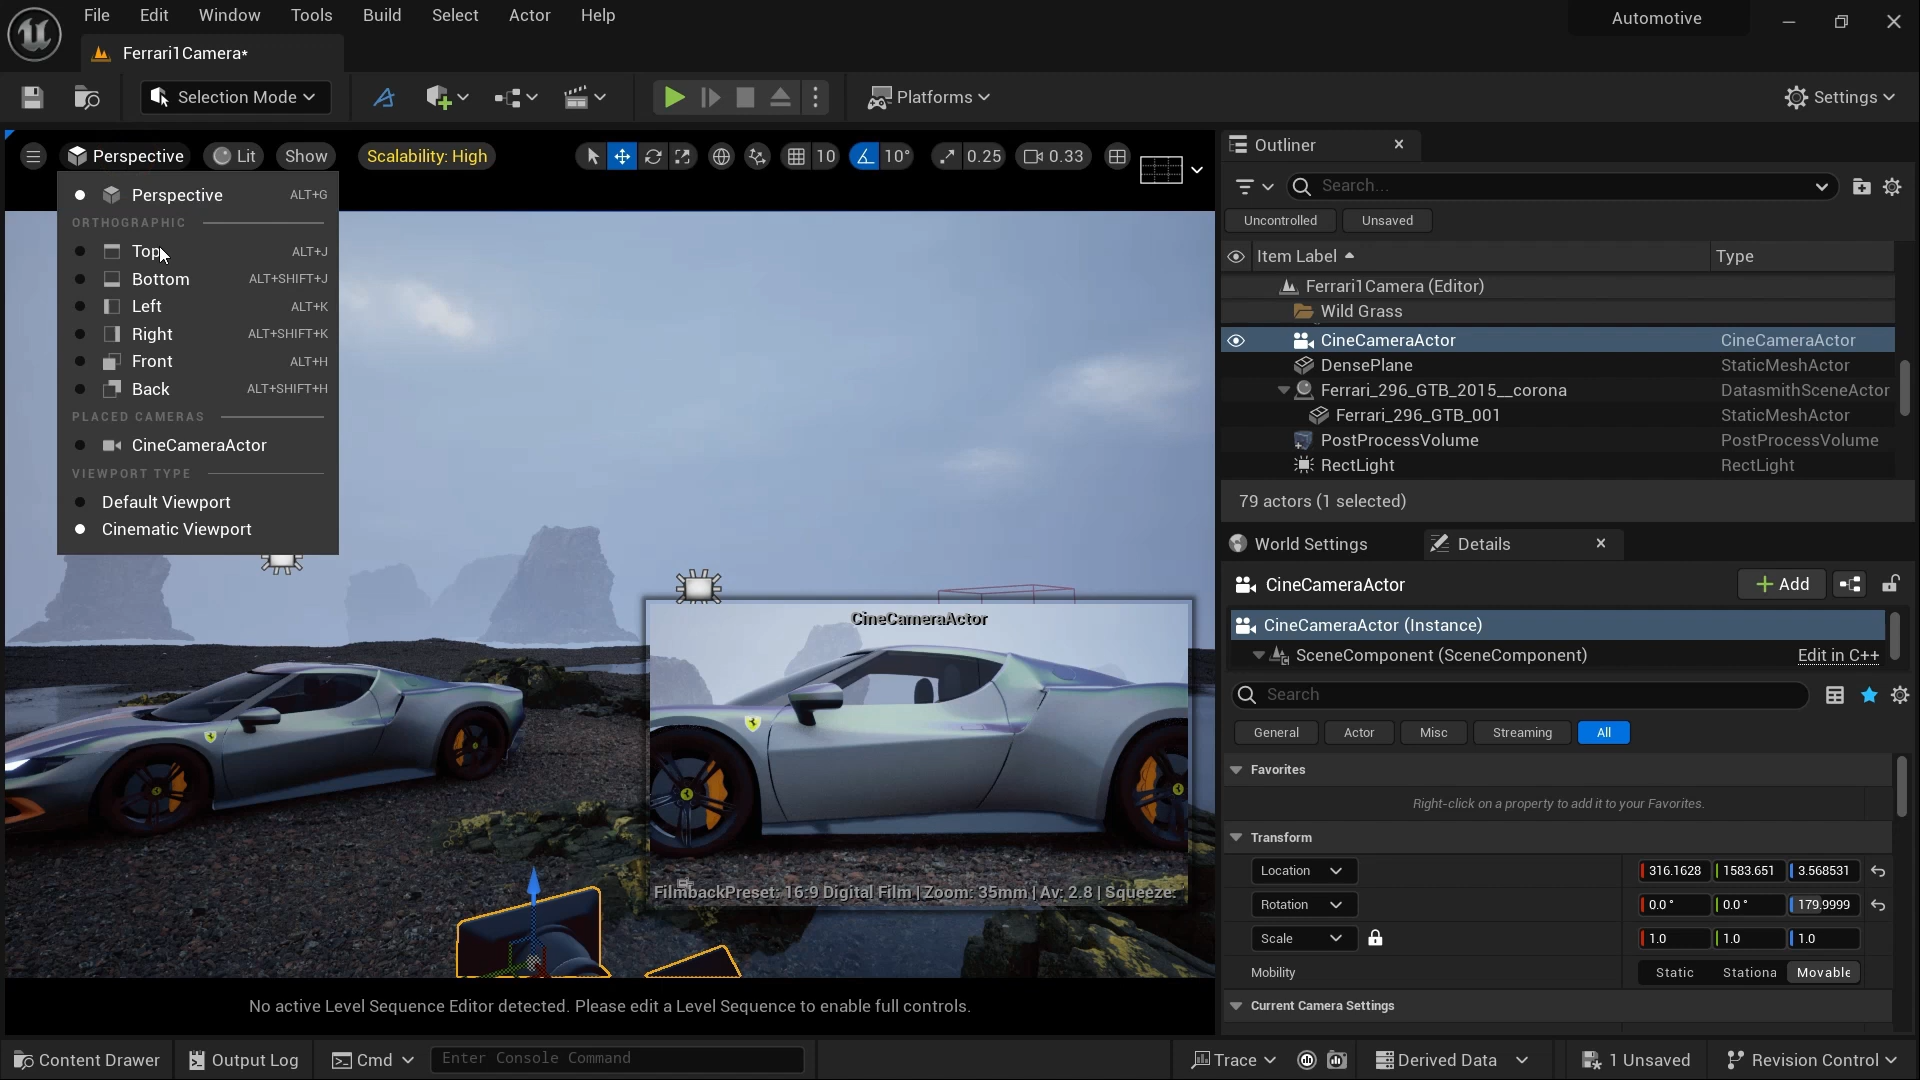 File Edit Window Tools Build Select Actor Help
Automotive
Ferrari1Camera*
Selection Mode
Platforms
Settings
Perspective Lit Show Scalability: High 10 10° 0.25 0.33
Perspective ALT+G
ORTHOGRAPHIC
Top ALT+J
Bottom ALT+SHIFT+J
Left ALT+K
Right ALT+SHIFT+K
Front ALT+H
Back ALT+SHIFT+H
PLACED CAMERAS
CineCameraActor
VIEWPORT TYPE
Default Viewport
Cinematic Viewport
CineCameraActor
FilmbackPreset: 16:9 Digital Film | Zoom: 35mm | Av: 2.8 | Squeeze:
No active Level Sequence Editor detected. Please edit a Level Sequence to enable full controls.
Outliner
Search...
Uncontrolled Unsaved
Item Label Type
Ferrari1Camera (Editor)
Wild Grass
CineCameraActor CineCameraActor
DensePlane StaticMeshActor
Ferrari_296_GTB_2015__corona DatasmithSceneActor
Ferrari_296_GTB_001 StaticMeshActor
PostProcessVolume PostProcessVolume
RectLight RectLight
79 actors (1 selected)
World Settings Details
CineCameraActor Add
CineCameraActor (Instance)
SceneComponent (SceneComponent) Edit in C++
Search
General Actor Misc Streaming All
Favorites
Right-click on a property to add it to your Favorites.
Transform
Location 316.1628 1583.651 3.568531
Rotation 0.0° 0.0° 179.9999
Scale 1.0 1.0 1.0
Mobility Static Stationa Movable
Current Camera Settings
Content Drawer Output Log Cmd Enter Console Command Trace Derived Data 1 Unsaved Revision Control